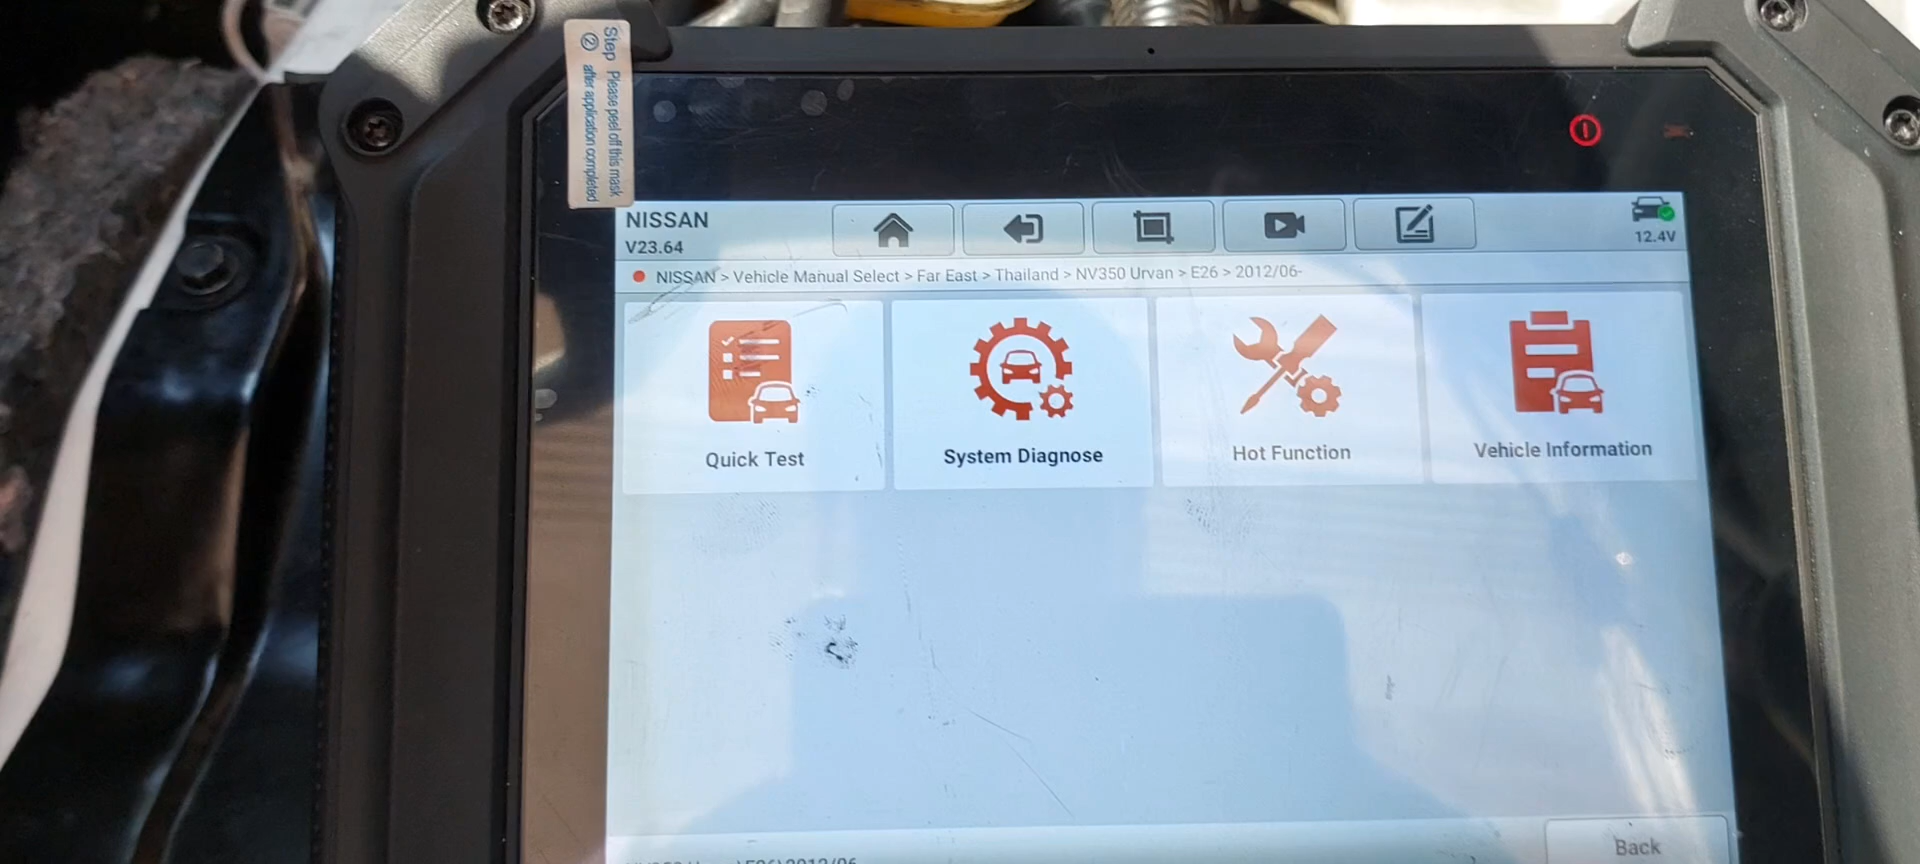 Step Please peel off this mask
② after application completed
NISSAN
V23.64
12.4V
NISSAN > Vehicle Manual Select > Far East > Thailand > NV350 Urvan > E26 > 2012/06-
Quick Test
System Diagnose
Hot Function
Vehicle Information
Back